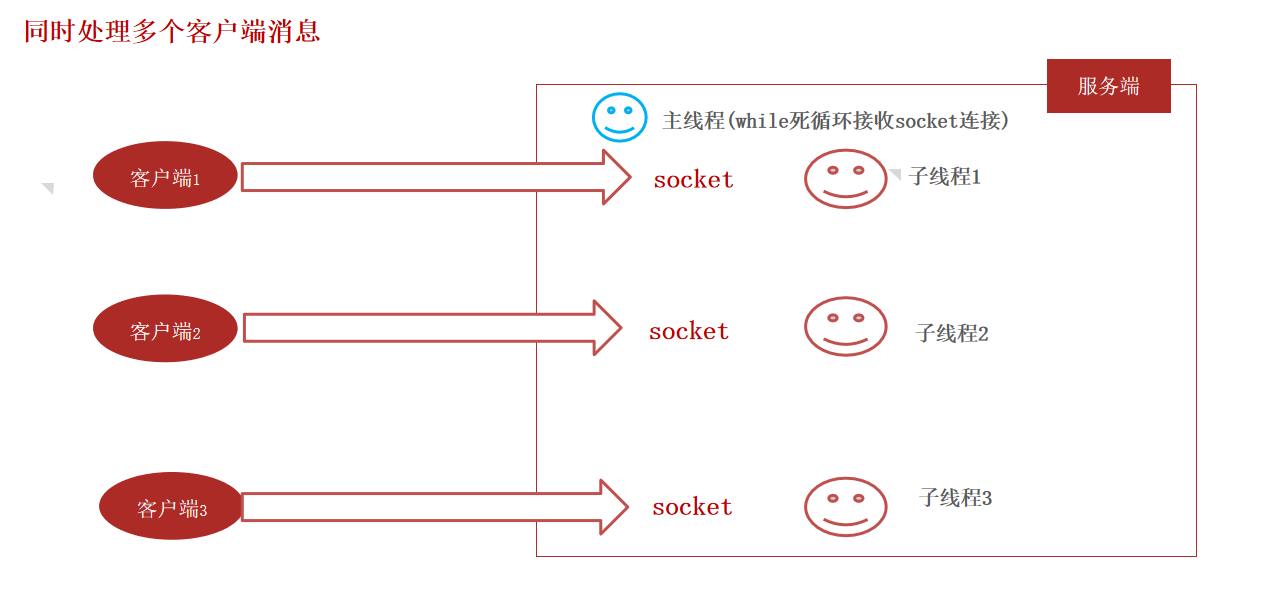 同时处理多个客户端消息
服务端
主线程(while死循环接收socket连接)
客户端1
socket
子线程1
客户端2
socket
子线程2
客户端3
socket
子线程3